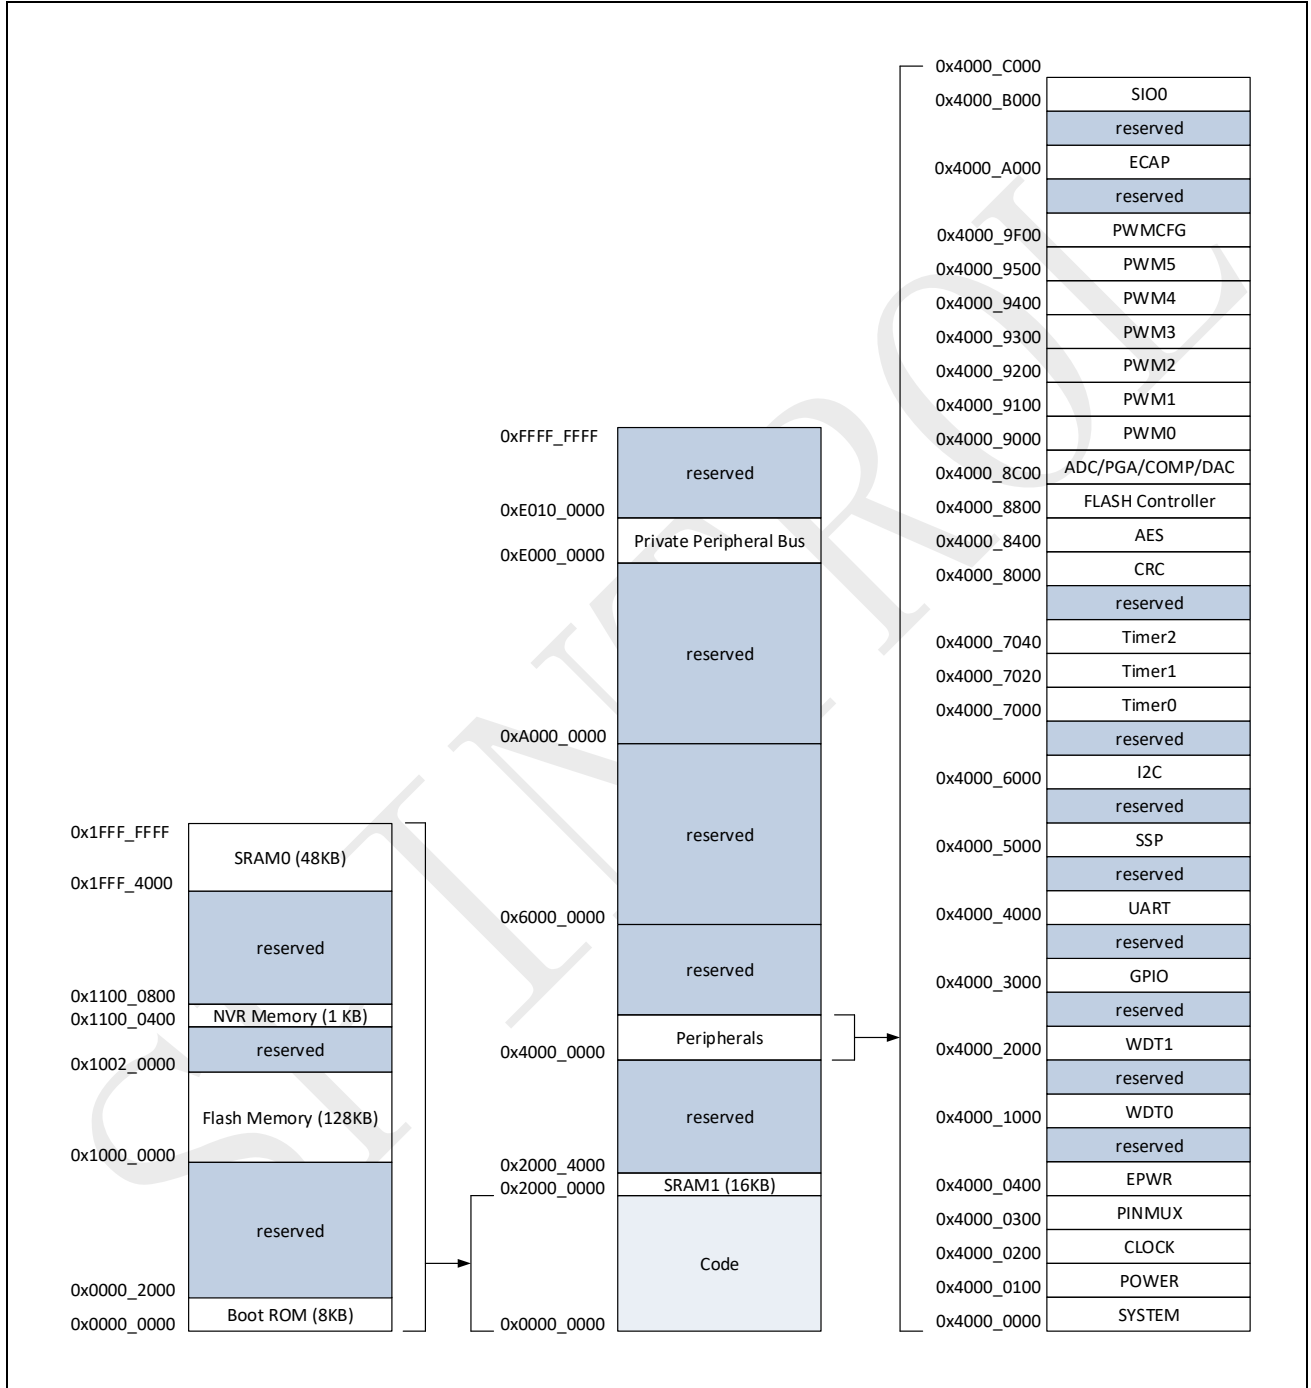 0x4000_C000
0x4000_B000 SIO0
reserved
0x4000_A000 ECAP
reserved
0x4000_9F00 PWMCFG
0x4000_9500 PWM5
0x4000_9400 PWM4
0x4000_9300 PWM3
0x4000_9200 PWM2
0x4000_9100 PWM1
0x4000_9000 PWM0
0x4000_8C00 ADC/PGA/COMP/DAC
0x4000_8800 FLASH Controller
0x4000_8400 AES
0x4000_8000 CRC
reserved
0x4000_7040 Timer2
0x4000_7020 Timer1
0x4000_7000 Timer0
reserved
0x4000_6000 I2C
reserved
0x4000_5000 SSP
reserved
0x4000_4000 UART
reserved
0x4000_3000 GPIO
reserved
0x4000_2000 WDT1
reserved
0x4000_1000 WDT0
reserved
0x4000_0400 EPWR
0x4000_0300 PINMUX
0x4000_0200 CLOCK
0x4000_0100 POWER
0x4000_0000 SYSTEM
0xFFFF_FFFF
reserved
0xE010_0000
Private Peripheral Bus
0xE000_0000
reserved
0xA000_0000
reserved
0x6000_0000
reserved
Peripherals
0x4000_0000
reserved
0x2000_4000
0x2000_0000 SRAM1 (16KB)
Code
0x0000_0000
0x1FFF_FFFF
SRAM0 (48KB)
0x1FFF_4000
reserved
0x1100_0800
0x1100_0400 NVR Memory (1 KB)
reserved
0x1002_0000
Flash Memory (128KB)
0x1000_0000
reserved
0x0000_2000
Boot ROM (8KB)
0x0000_0000